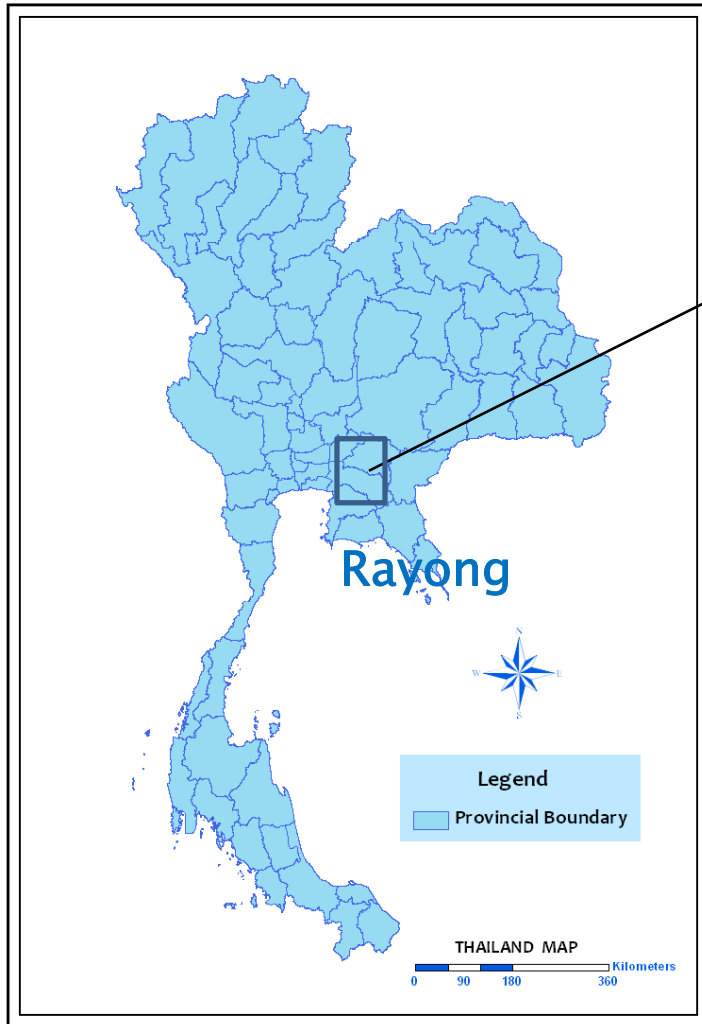 Rayong
N
W E
S
Legend
Provincial Boundary
THAILAND MAP
Kilometers
0 90 180 360